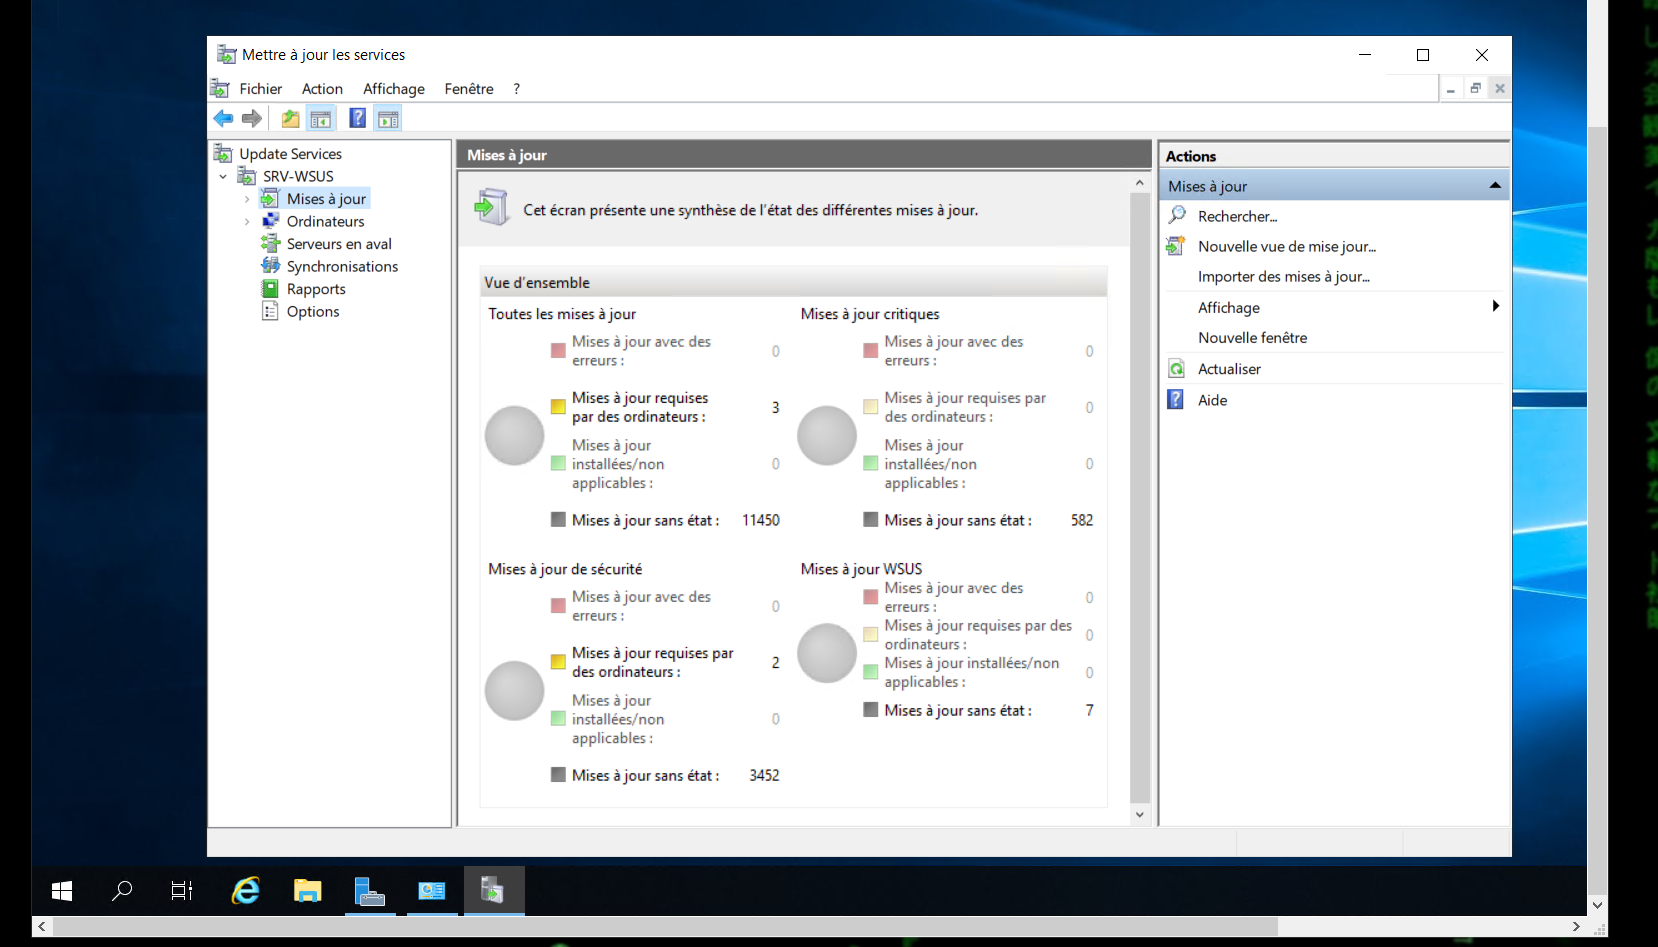 Mettre à jour les services
Fichier Action Affichage Fenêtre ?
Update Services
SRV-WSUS
Mises à jour
Ordinateurs
Serveurs en aval
Synchronisations
Rapports
Options
Mises à jour
Cet écran présente une synthèse de l'état des différentes mises à jour.
Vue d'ensemble
Toutes les mises à jour
Mises à jour avec des
erreurs : 0
Mises à jour requises
par des ordinateurs : 3
Mises à jour
installées/non 0
applicables :
Mises à jour sans état : 11450
Mises à jour critiques
Mises à jour avec des
erreurs : 0
Mises à jour requises par
des ordinateurs : 0
Mises à jour
installées/non 0
applicables :
Mises à jour sans état : 582
Mises à jour de sécurité
Mises à jour avec des
erreurs : 0
Mises à jour requises par
des ordinateurs : 2
Mises à jour
installées/non 0
applicables :
Mises à jour sans état : 3452
Mises à jour WSUS
Mises à jour avec des
erreurs : 0
Mises à jour requises par des
ordinateurs : 0
Mises à jour installées/non
applicables : 0
Mises à jour sans état : 7
Actions
Mises à jour
Rechercher...
Nouvelle vue de mise jour...
Importer des mises à jour...
Affichage
Nouvelle fenêtre
Actualiser
Aide